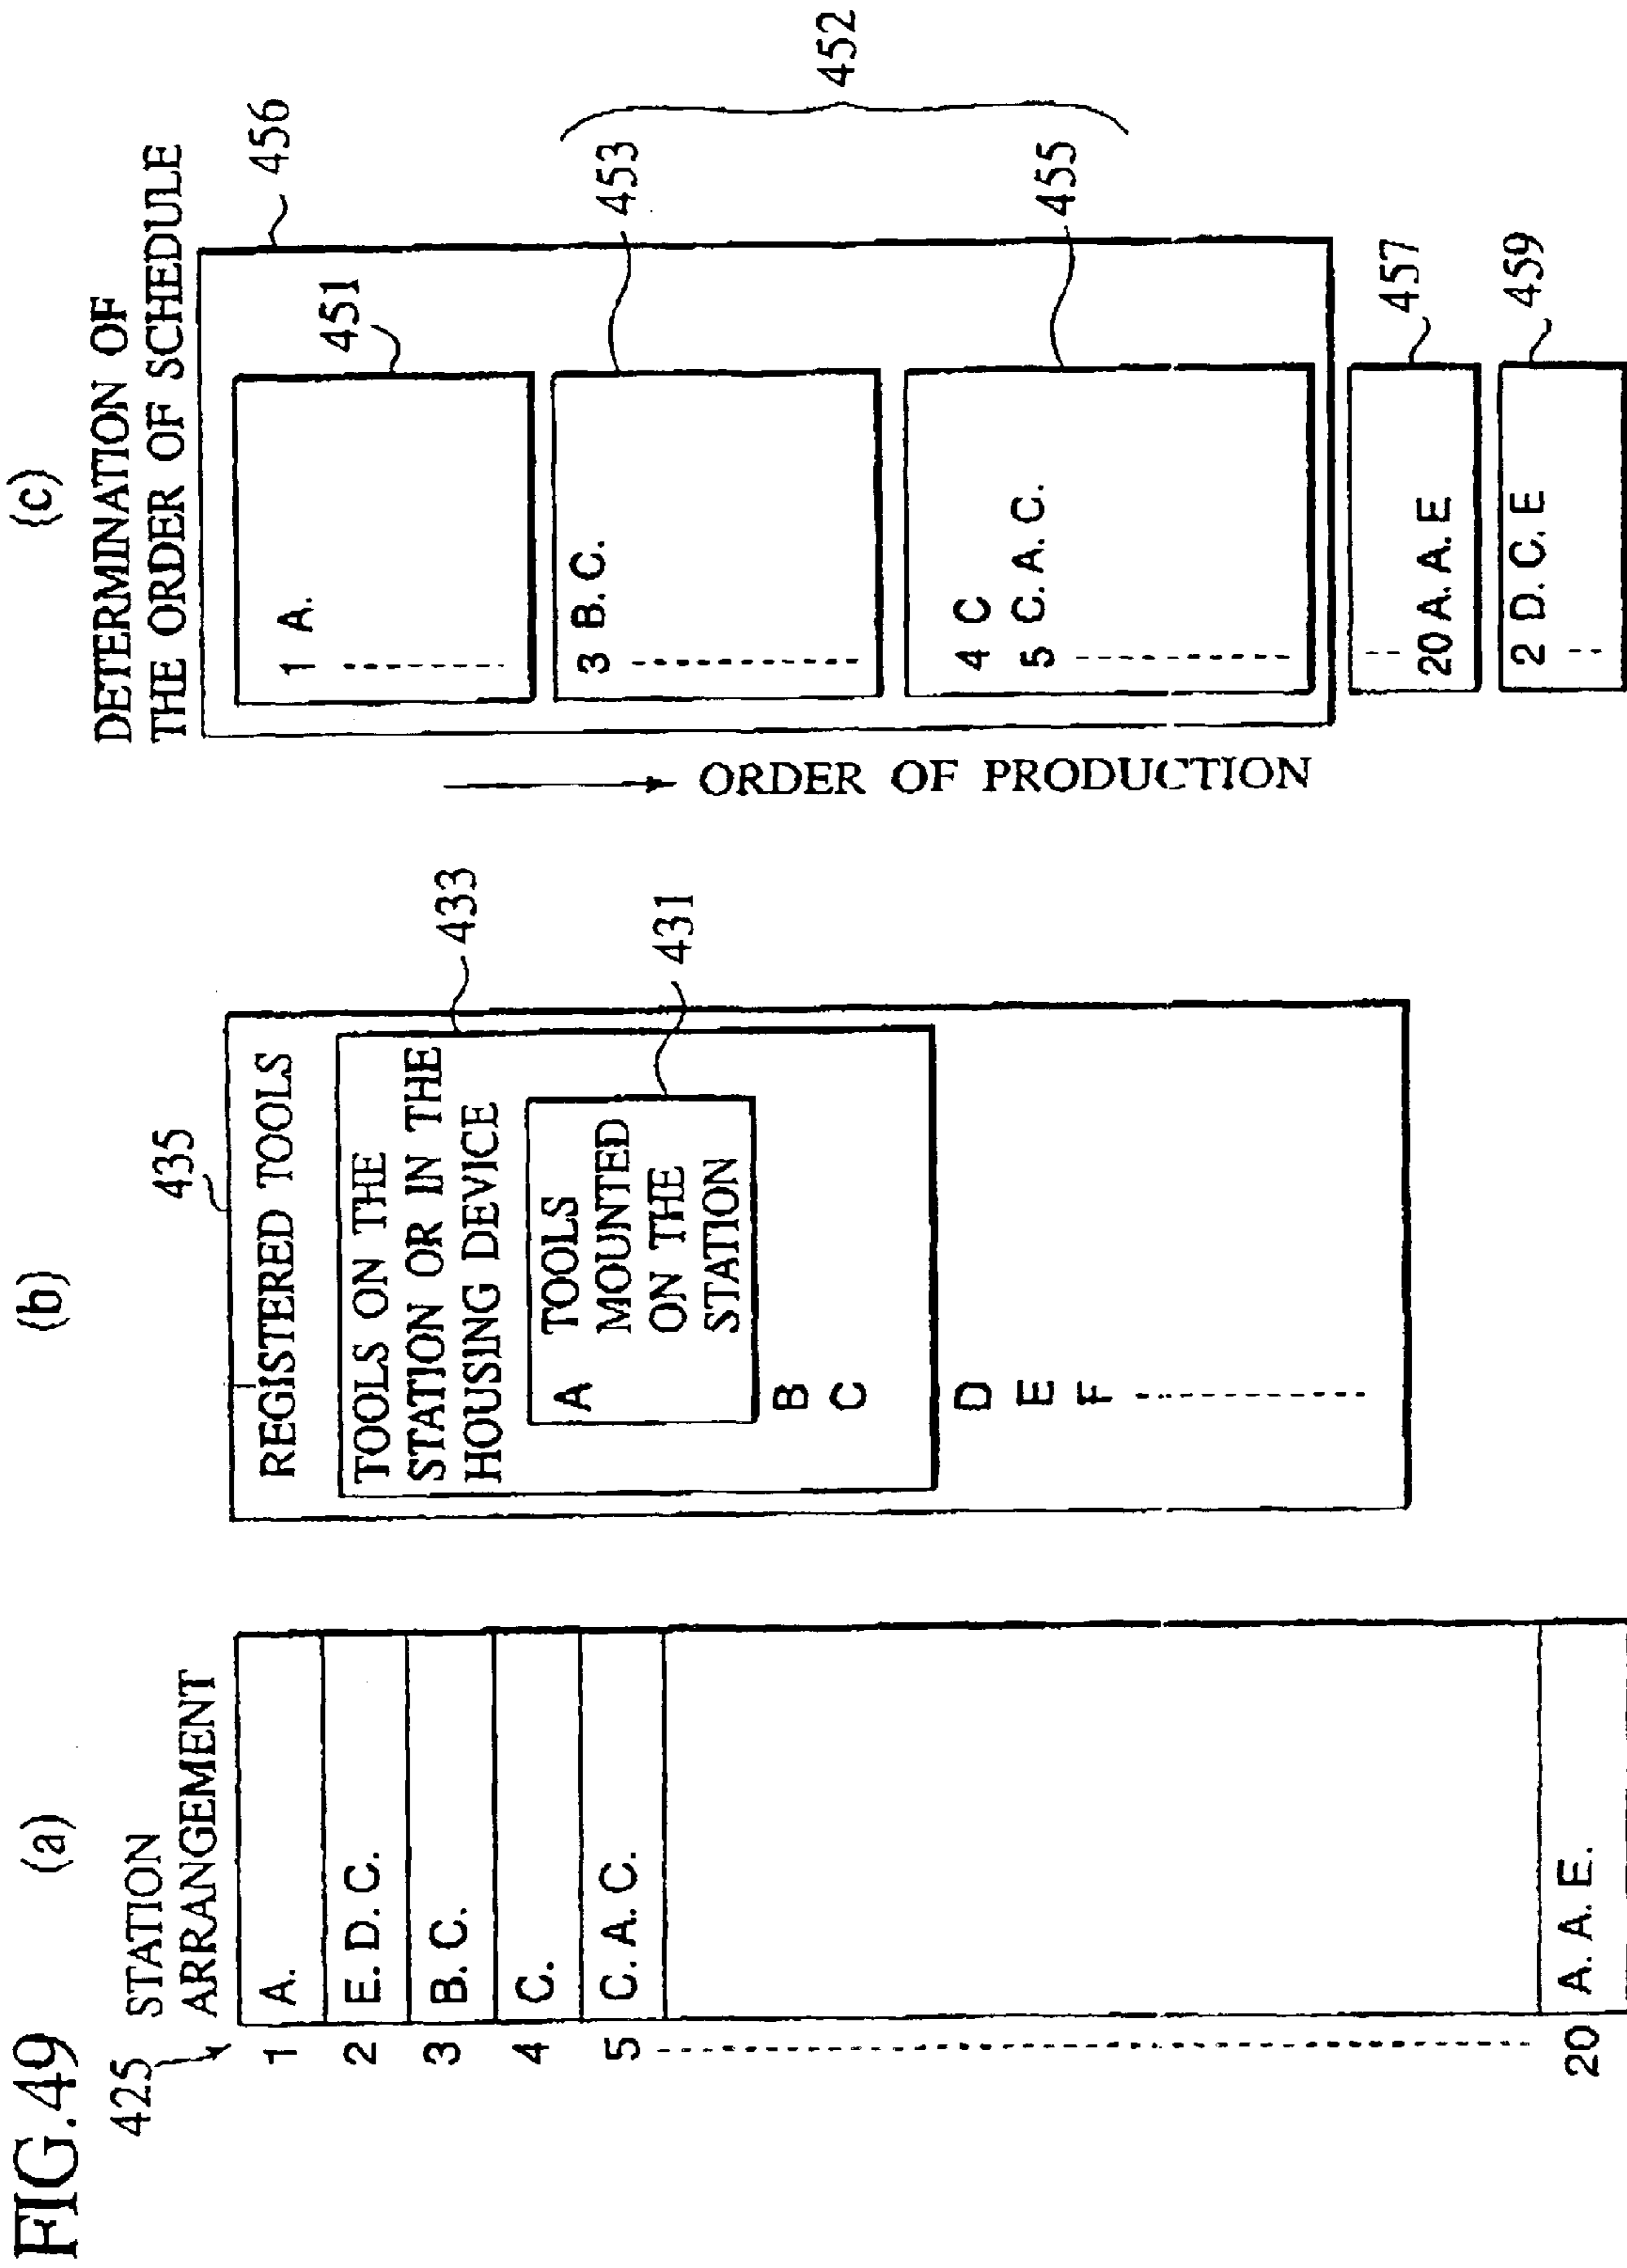 FIG.49
(a)
425
STATION
ARRANGEMENT
1 A.
2 E. D. C.
3 B. C.
4 C.
5 C. A. C.
20 A. A. E.
(b)
435
REGISTERED TOOLS
433
TOOLS ON THE
STATION OR IN THE
HOUSING DEVICE
431
A TOOLS
MOUNTED
ON THE
STATION
B
C
D
E
F
(c)
DETERMINATION OF
THE ORDER OF SCHEDULE
456
451
1 A.
453
3 B. C.
452
455
4 C
5 C. A. C.
457
20 A. A. E
459
2 D. C. E
ORDER OF PRODUCTION